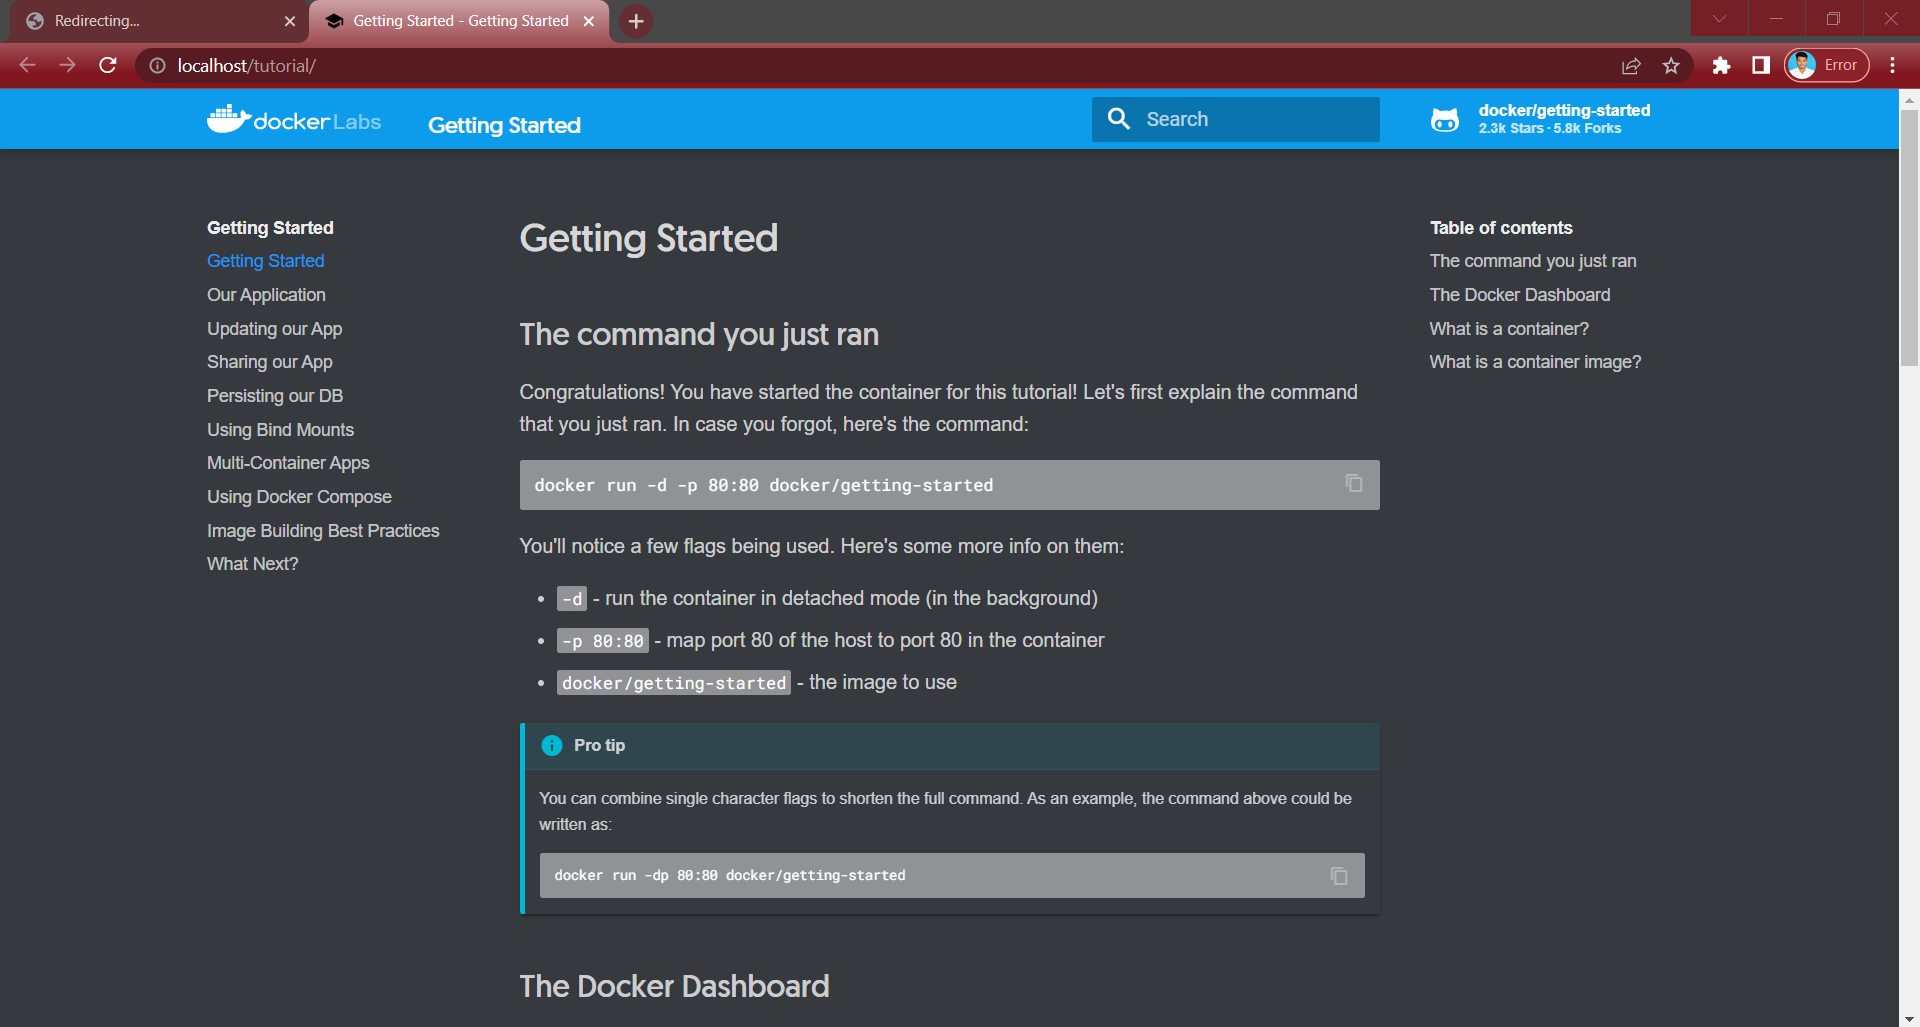 Redirecting...
Getting Started - Getting Started
localhost/tutorial/
Error
docker Labs
Getting Started
Search
docker/getting-started
2.3k Stars · 5.8k Forks
Getting Started
Getting Started
Our Application
Updating our App
Sharing our App
Persisting our DB
Using Bind Mounts
Multi-Container Apps
Using Docker Compose
Image Building Best Practices
What Next?
Getting Started
The command you just ran
Congratulations! You have started the container for this tutorial! Let's first explain the command
that you just ran. In case you forgot, here's the command:
docker run -d -p 80:80 docker/getting-started
You'll notice a few flags being used. Here's some more info on them:
-d - run the container in detached mode (in the background)
-p 80:80 - map port 80 of the host to port 80 in the container
docker/getting-started - the image to use
Pro tip
You can combine single character flags to shorten the full command. As an example, the command above could be
written as:
docker run -dp 80:80 docker/getting-started
The Docker Dashboard
Table of contents
The command you just ran
The Docker Dashboard
What is a container?
What is a container image?